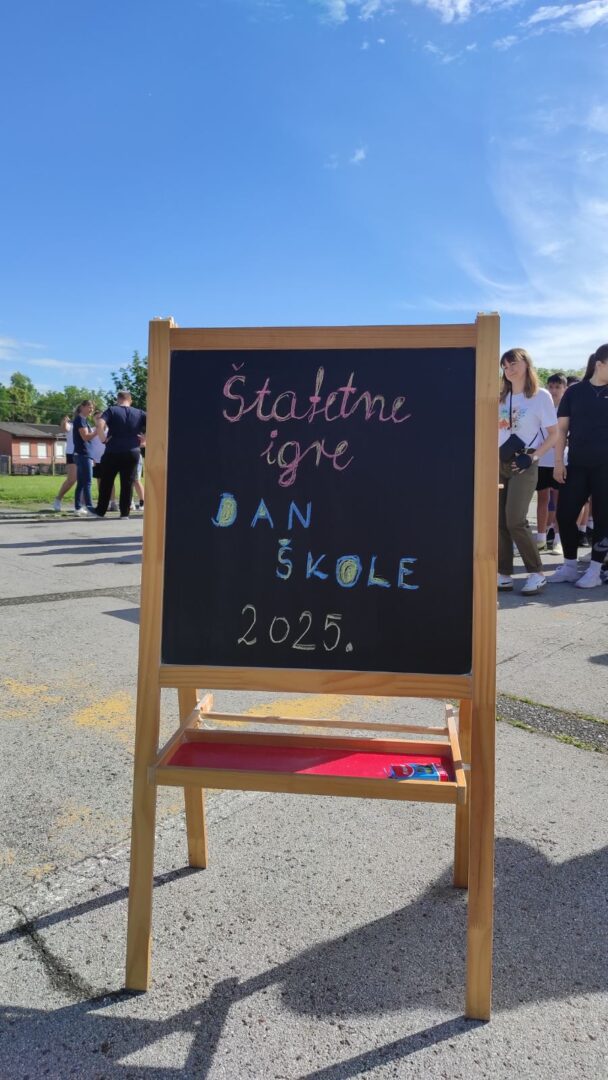 Štafetne
igre
DAN
ŠKOLE
2025.